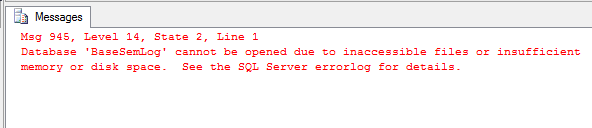 Messages
Msg 945, Level 14, State 2, Line 1
Database 'BaseSemLog' cannot be opened due to inaccessible files or insufficient
memory or disk space.  See the SQL Server errorlog for details.